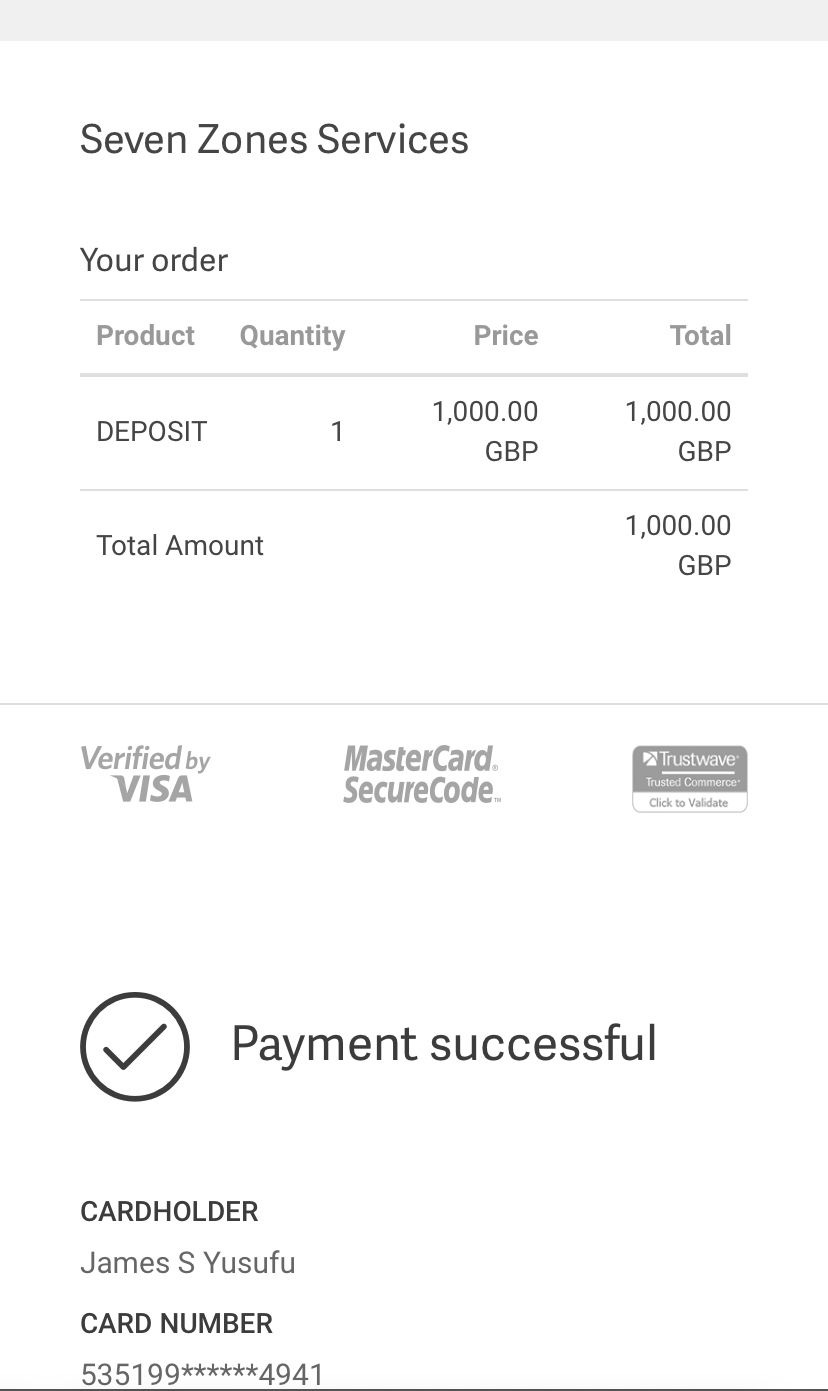 Seven Zones Services
Your order
Product Quantity Price Total
DEPOSIT 1 1,000.00 GBP 1,000.00 GBP
Total Amount 1,000.00 GBP
Verified by VISA MasterCard® SecureCode™ Trustwave® Trusted Commerce® Click to Validate
Payment successful
CARDHOLDER
James S Yusufu
CARD NUMBER
535199******4941